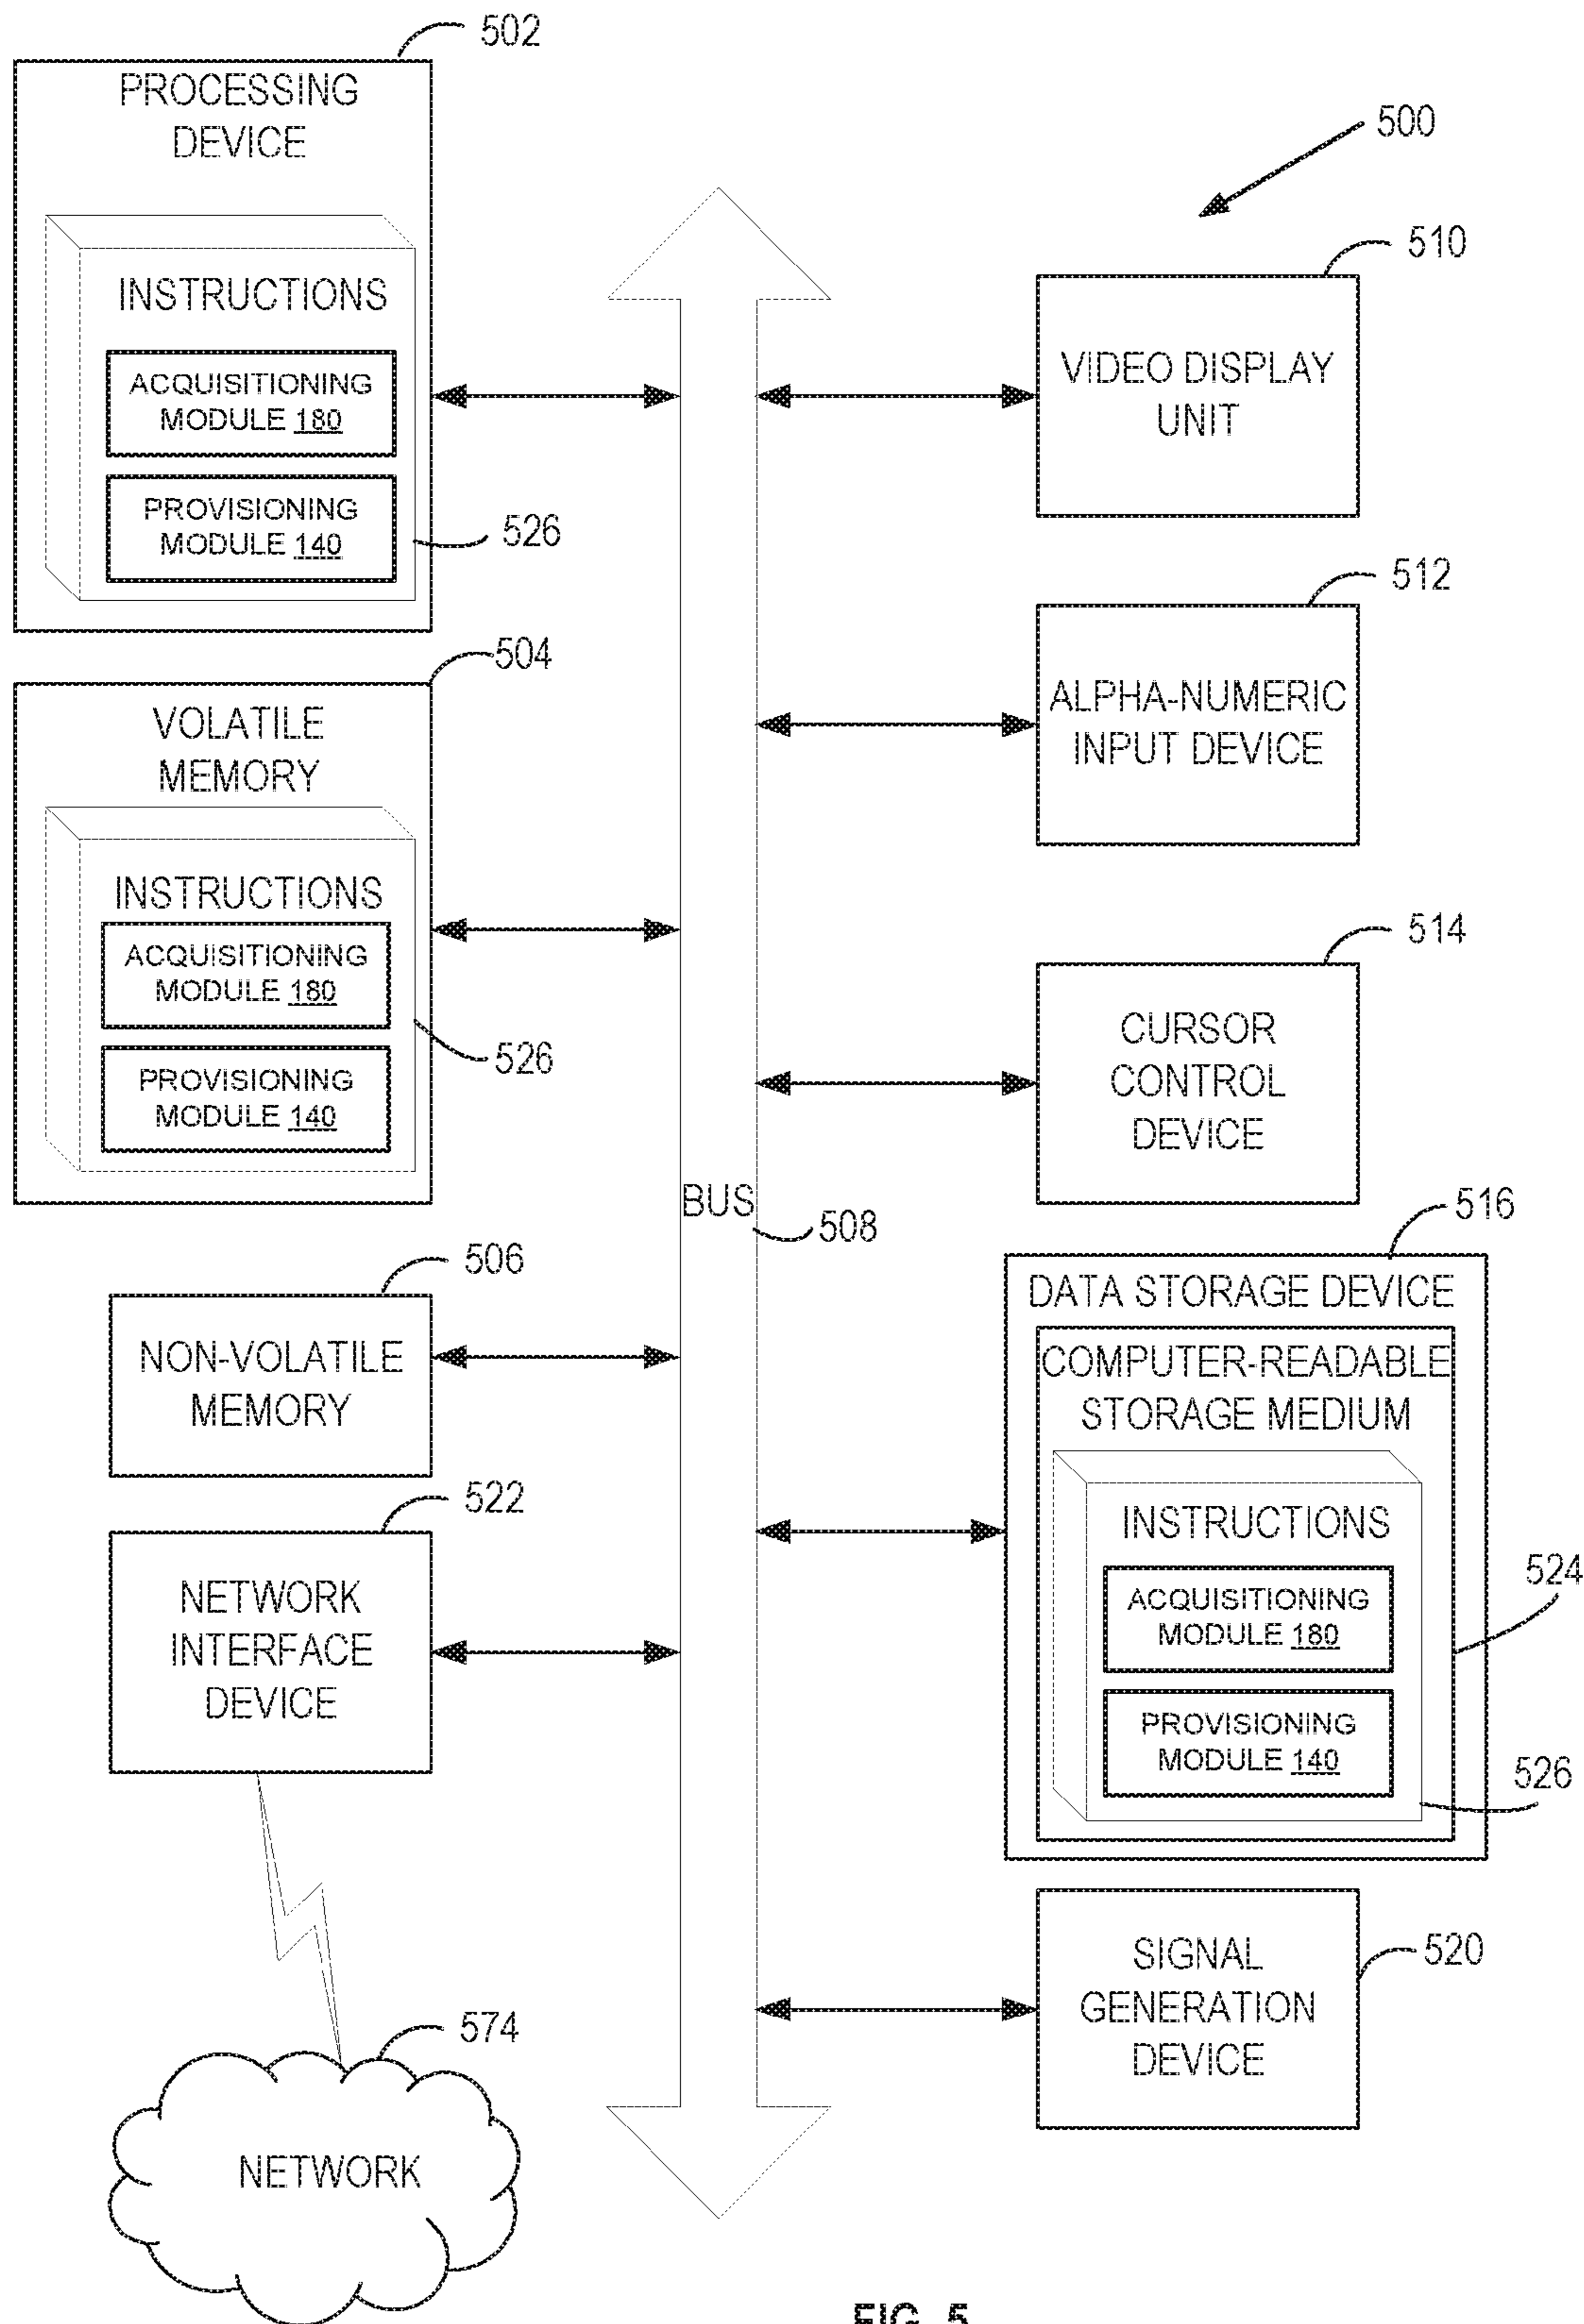 502
PROCESSING
DEVICE
INSTRUCTIONS
ACQUISITIONING
MODULE 180
PROVISIONING
MODULE 140
526
504
VOLATILE
MEMORY
INSTRUCTIONS
ACQUISITIONING
MODULE 180
PROVISIONING
MODULE 140
526
506
NON-VOLATILE
MEMORY
522
NETWORK
INTERFACE
DEVICE
574
NETWORK
BUS
508
500
510
VIDEO DISPLAY
UNIT
512
ALPHA-NUMERIC
INPUT DEVICE
514
CURSOR
CONTROL
DEVICE
516
DATA STORAGE DEVICE
COMPUTER-READABLE
STORAGE MEDIUM
INSTRUCTIONS
ACQUISITIONING
MODULE 180
PROVISIONING
MODULE 140
524
526
SIGNAL
GENERATION
DEVICE
520
FIG. 5